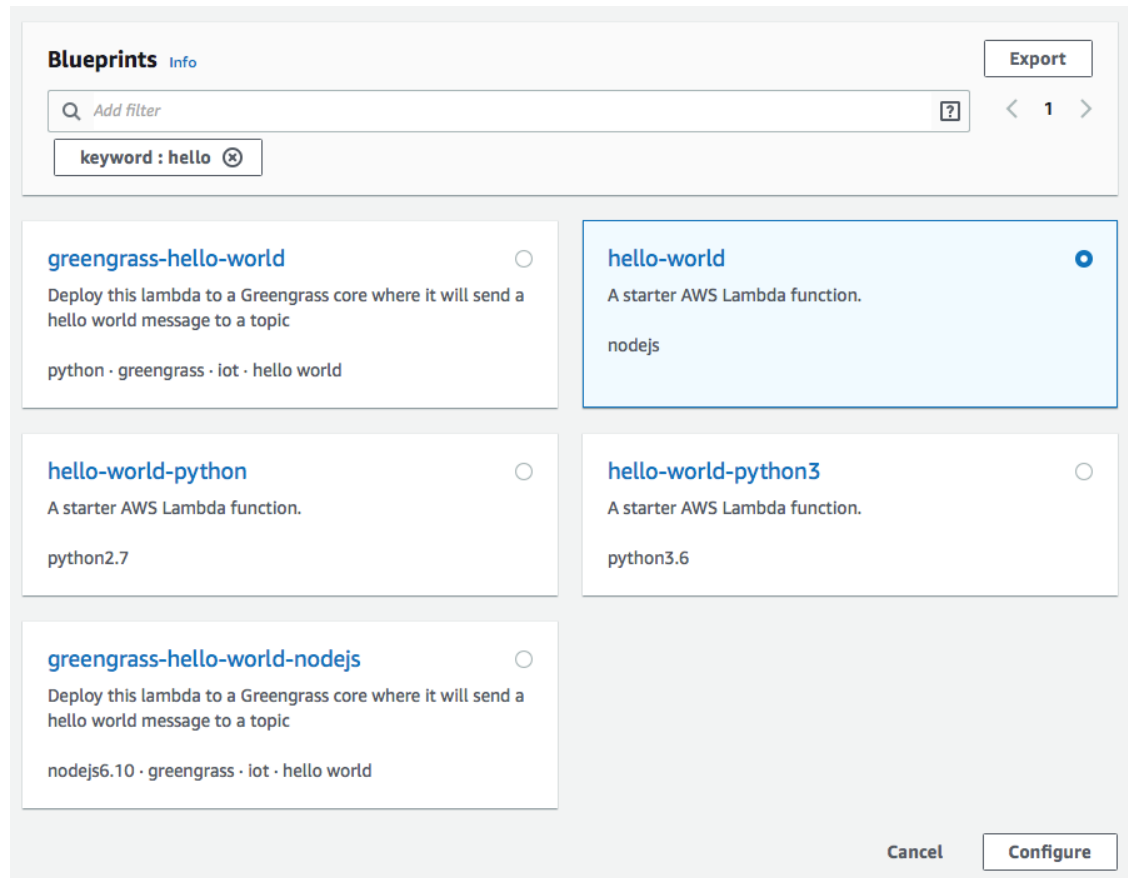 Blueprints Info
Export
Add filter
?
1
keyword : hello
greengrass-hello-world
Deploy this lambda to a Greengrass core where it will send a
hello world message to a topic
python · greengrass · iot · hello world
hello-world
A starter AWS Lambda function.
nodejs
hello-world-python
A starter AWS Lambda function.
python2.7
hello-world-python3
A starter AWS Lambda function.
python3.6
greengrass-hello-world-nodejs
Deploy this lambda to a Greengrass core where it will send a
hello world message to a topic
nodejs6.10 · greengrass · iot · hello world
Cancel
Configure